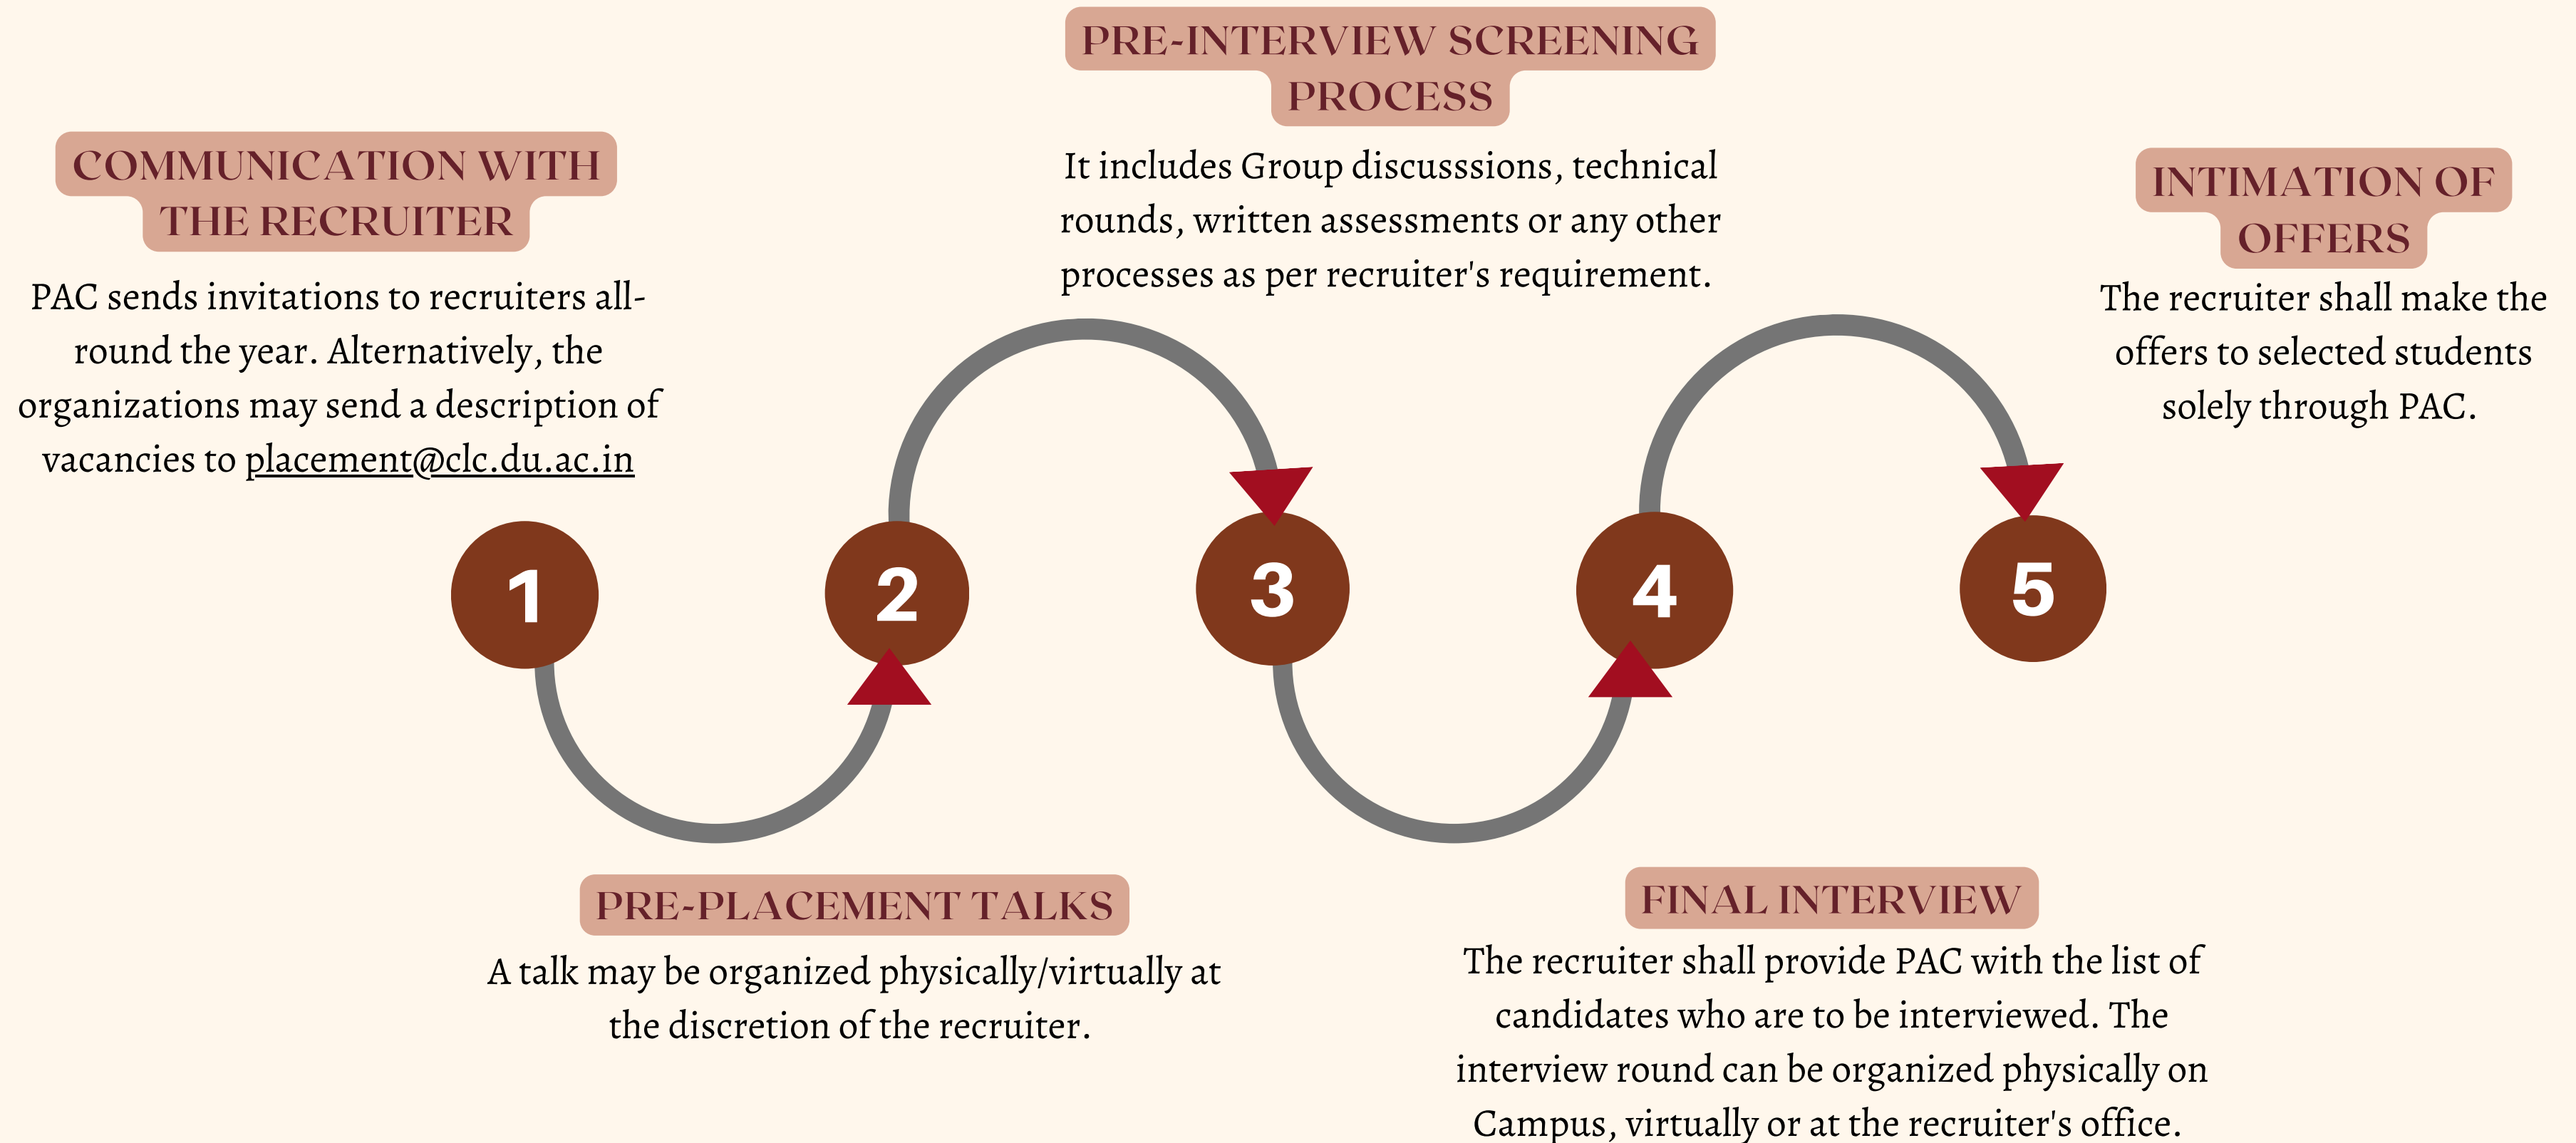 COMMUNICATION WITH
THE RECRUITER
PAC sends invitations to recruiters all-
round the year. Alternatively, the
organizations may send a description of
vacancies to placement@clc.du.ac.in
1
PRE-PLACEMENT TALKS
A talk may be organized physically/virtually at
the discretion of the recruiter.
2
PRE-INTERVIEW SCREENING
PROCESS
It includes Group discusssions, technical
rounds, written assessments or any other
processes as per recruiter's requirement.
3
FINAL INTERVIEW
The recruiter shall provide PAC with the list of
candidates who are to be interviewed. The
interview round can be organized physically on
Campus, virtually or at the recruiter's office.
4
INTIMATION OF
OFFERS
The recruiter shall make the
offers to selected students
solely through PAC.
5